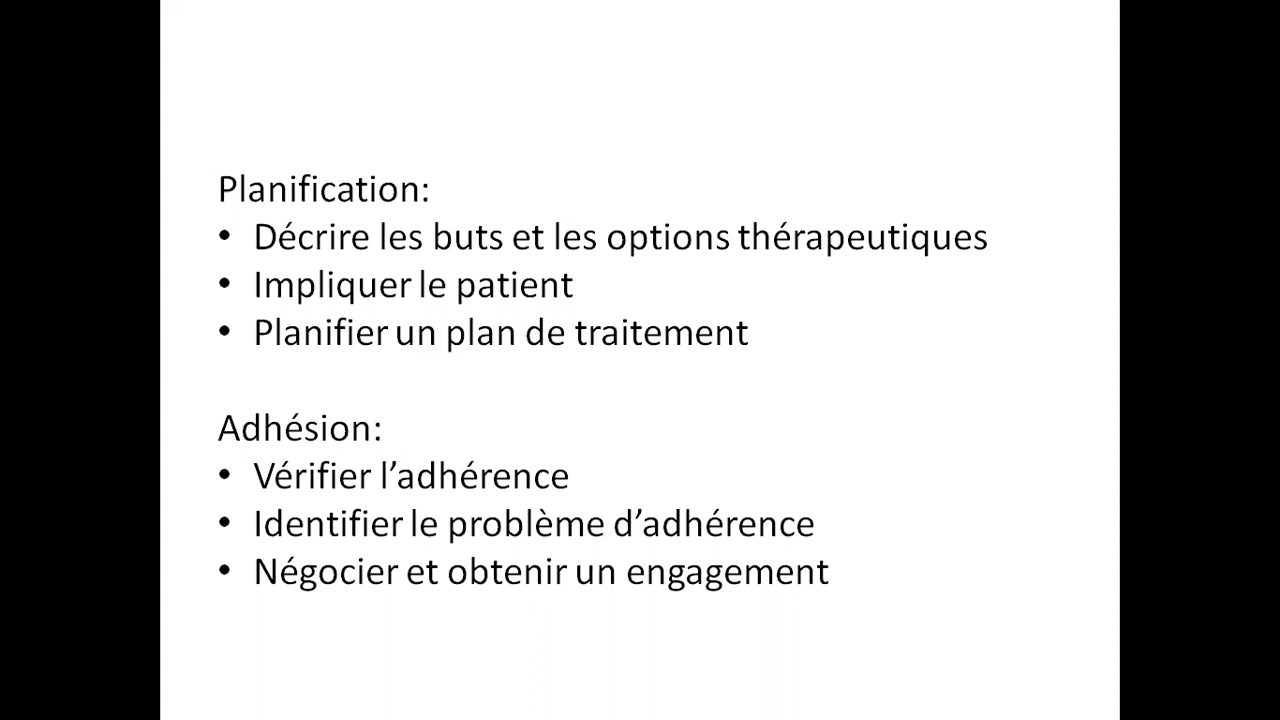 Planification:
• Décrire les buts et les options thérapeutiques
• Impliquer le patient
• Planifier un plan de traitement
Adhésion:
• Vérifier l’adhérence
• Identifier le problème d’adhérence
• Négocier et obtenir un engagement